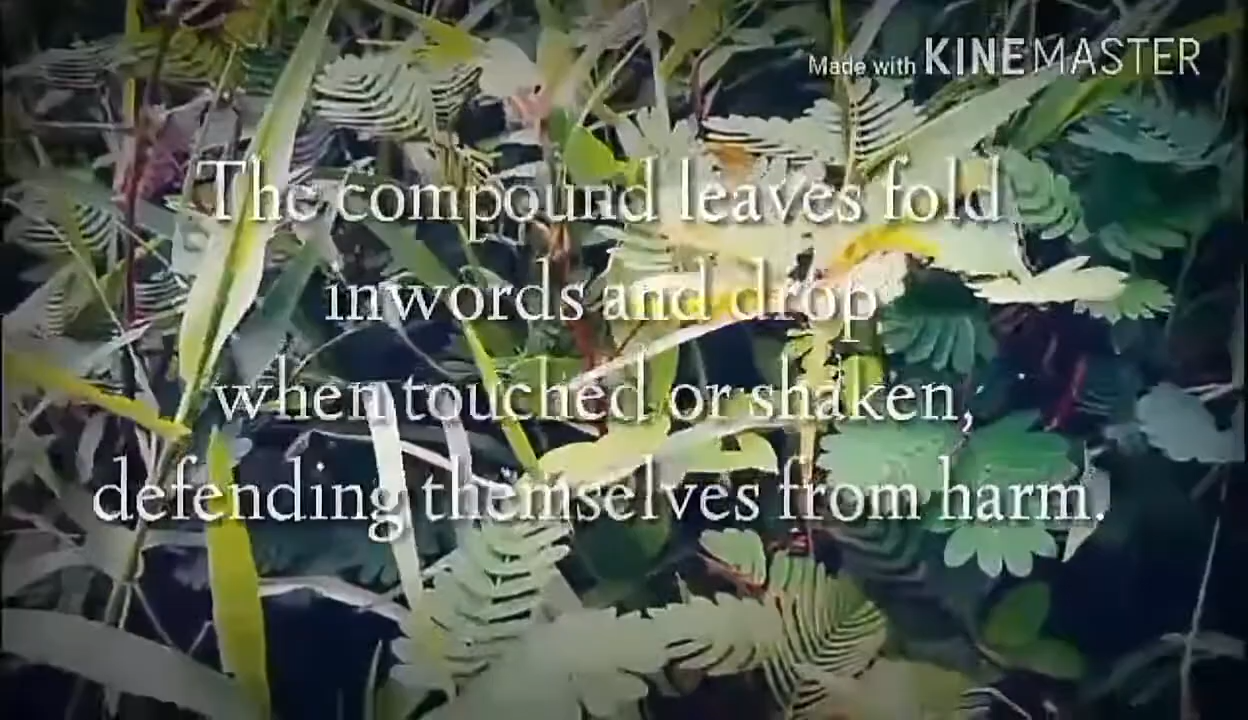 Made with KINEMASTER
The compound leaves fold
inwords and drop
when touched or shaken,
defending themselves from harm.